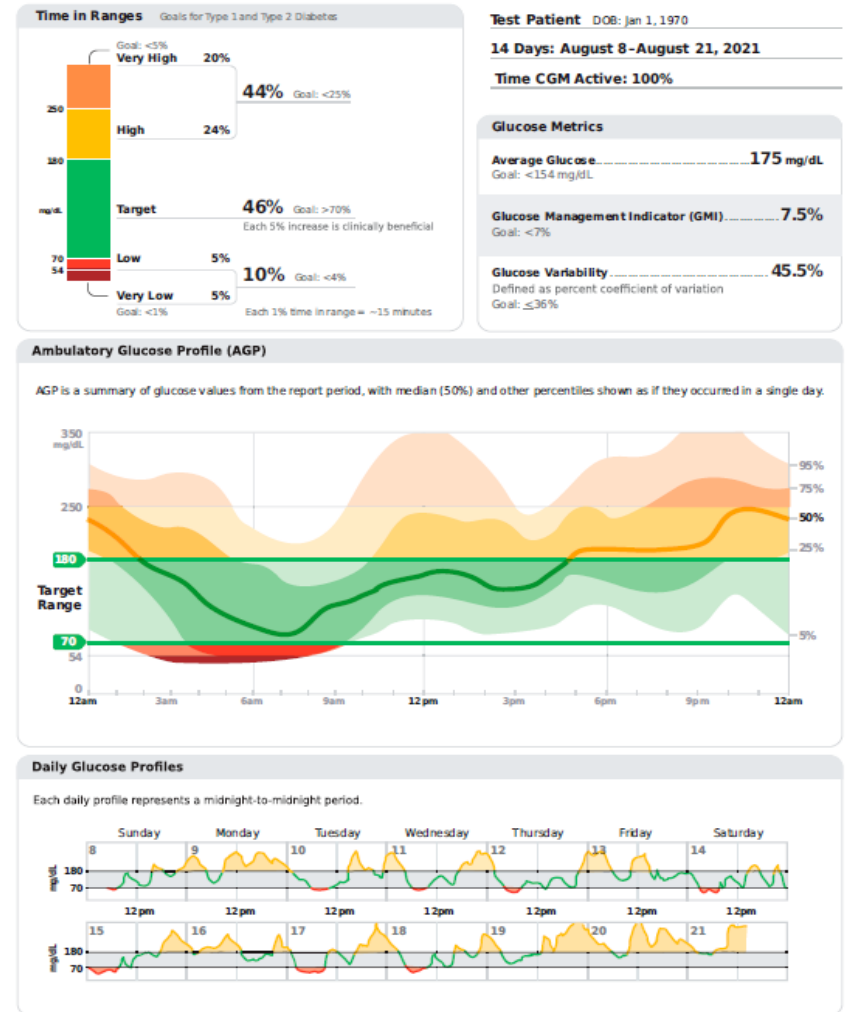 Time in Ranges Goals for Type 1 and Type 2 Diabetes
Goal: <5%
Very High 20%
44% Goal: <25%
250
High 24%
180
mg/dL
Target 46% Goal: >70%
Each 5% increase is clinically beneficial
70
Low 5%
54
10% Goal: <4%
Very Low 5%
Goal: <1% Each 1% time in range = ~15 minutes
Test Patient DOB: Jan 1, 1970
14 Days: August 8–August 21, 2021
Time CGM Active: 100%
Glucose Metrics
Average Glucose 175 mg/dL
Goal: <154 mg/dL
Glucose Management Indicator (GMI) 7.5%
Goal: <7%
Glucose Variability 45.5%
Defined as percent coefficient of variation
Goal: ≤36%
Ambulatory Glucose Profile (AGP)
AGP is a summary of glucose values from the report period, with median (50%) and other percentiles shown as if they occurred in a single day.
350
mg/dL
95%
75%
250
50%
25%
180
Target
Range
70
5%
54
0
12am 3am 6am 9am 12pm 3pm 6pm 9pm 12am
Daily Glucose Profiles
Each daily profile represents a midnight-to-midnight period.
Sunday Monday Tuesday Wednesday Thursday Friday Saturday
8 9 10 11 12 13 14
mg/dL
180
70
12pm 12pm 12pm 12pm 12pm 12pm 12pm
15 16 17 18 19 20 21
mg/dL
180
70